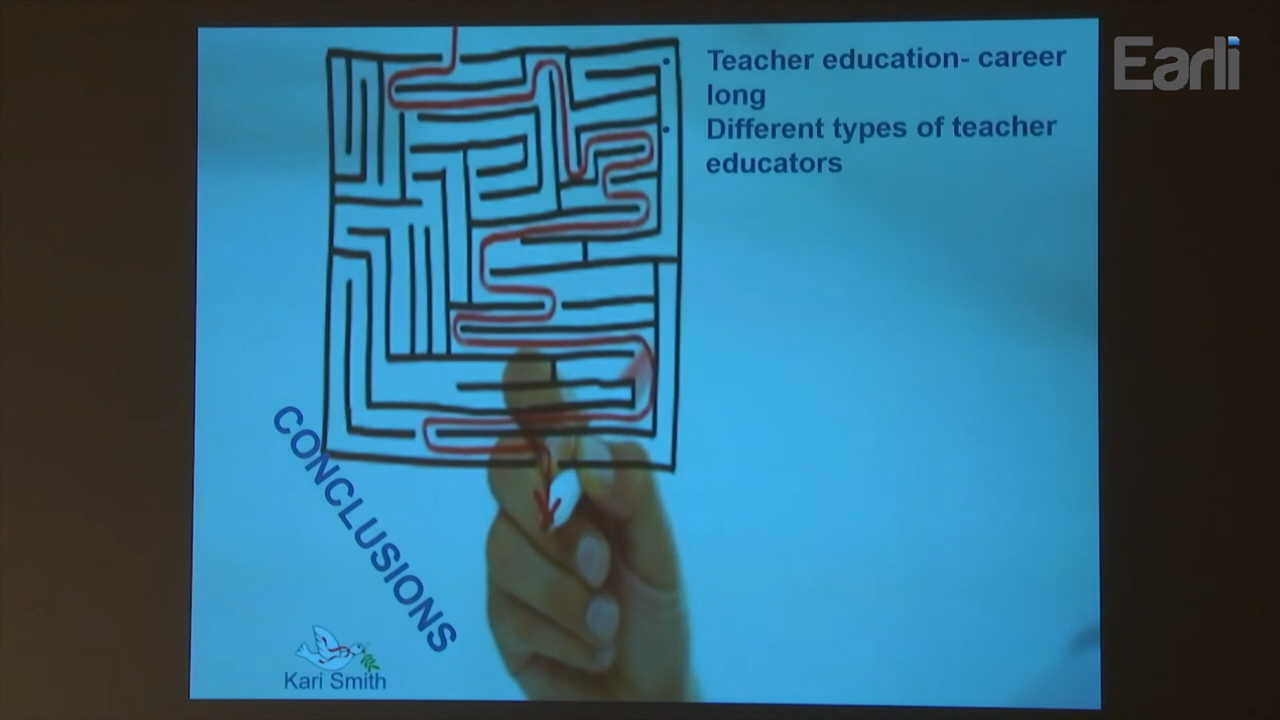 Teacher education- career
long
Different types of teacher
educators
Earli
CONCLUSIONS
Kari Smith